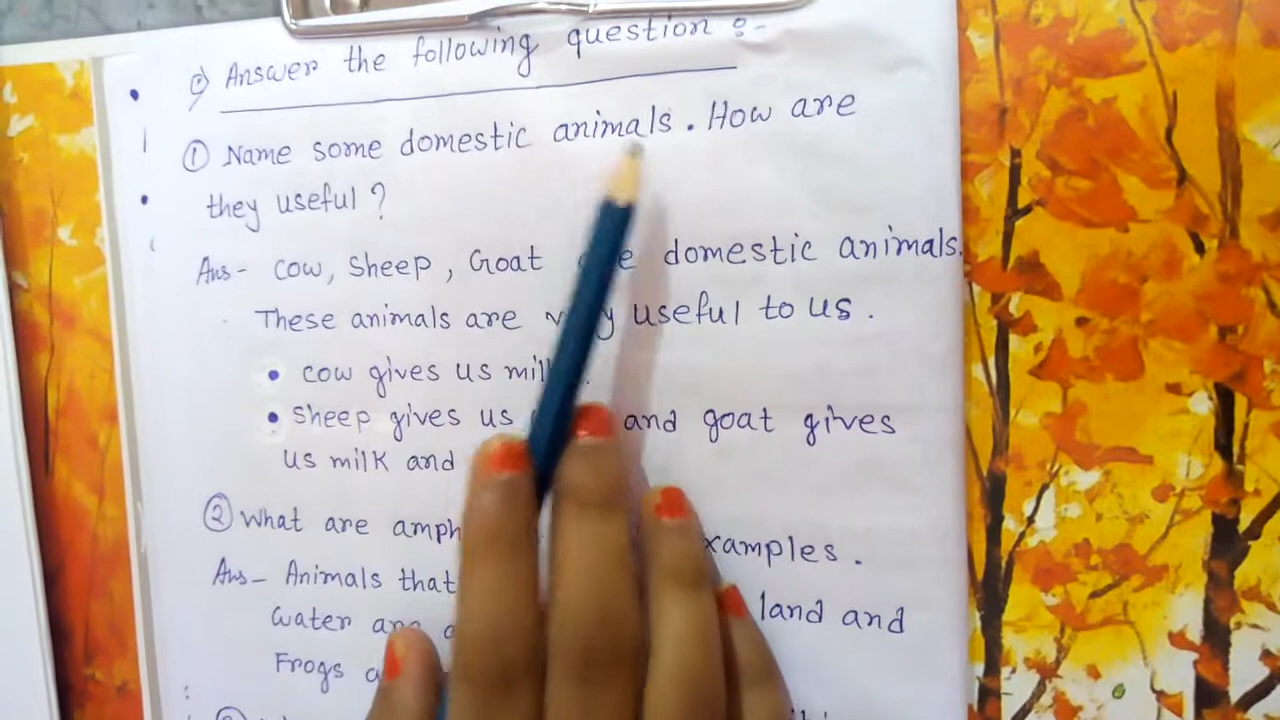 C) Answer the following question :-
① Name some domestic animals. How are
they useful ?
Ans- Cow, Sheep, Goat domestic animals.
These animals are useful to us.
• Cow gives us
• Sheep gives us and goat gives
us milk and
② What are examples.
Ans- Animals that land and
water are
Frogs